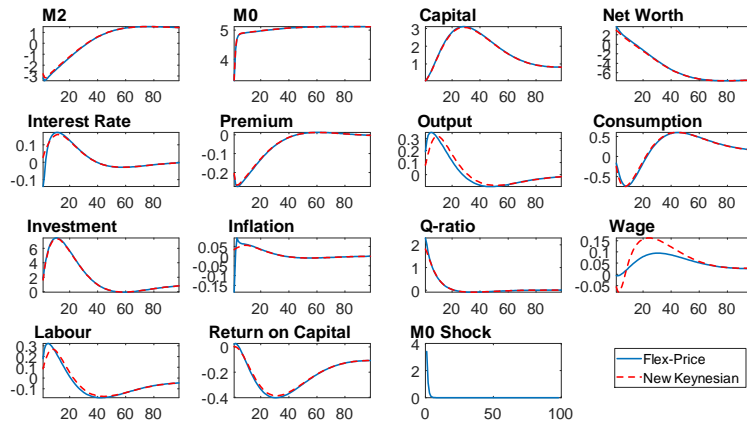 M2
M0
Capital
Net Worth
1
0
-1
-2
-3
20 40 60 80
5
4
20 40 60 80
3
2
1
0
20 40 60 80
2
0
-2
-4
-6
20 40 60 80
Interest Rate
Premium
Output
Consumption
0.1
0
-0.1
20 40 60 80
0
-0.1
-0.2
20 40 60 80
0.3
0.2
0.1
0
20 40 60 80
0.5
0
-0.5
20 40 60 80
Investment
Inflation
Q-ratio
Wage
6
4
2
0
20 40 60 80
0.05
-0.05
-0.1
-0.15
20 40 60 80
2
1
0
20 40 60 80
0.15
0.1
0.05
-0.05
20 40 60 80
Labour
Return on Capital
M0 Shock
0.3
0.2
0.1
0
-0.1
20 40 60 80
0
-0.2
-0.4
20 40 60 80
4
2
0
0 50 100
Flex-Price
New Keynesian